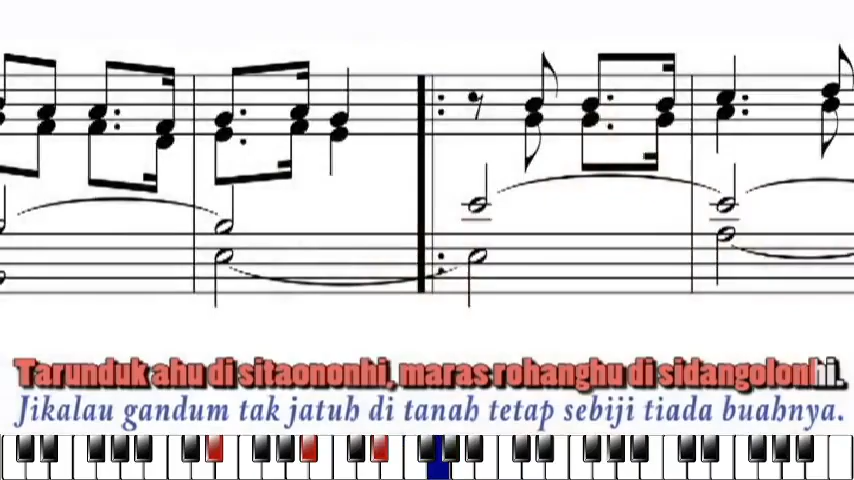 Tarunduk ahu di sitaononhi, maras rohanghu di sidangolonhi.
Jikalau gandum tak jatuh di tanah tetap sebiji tiada buahnya.